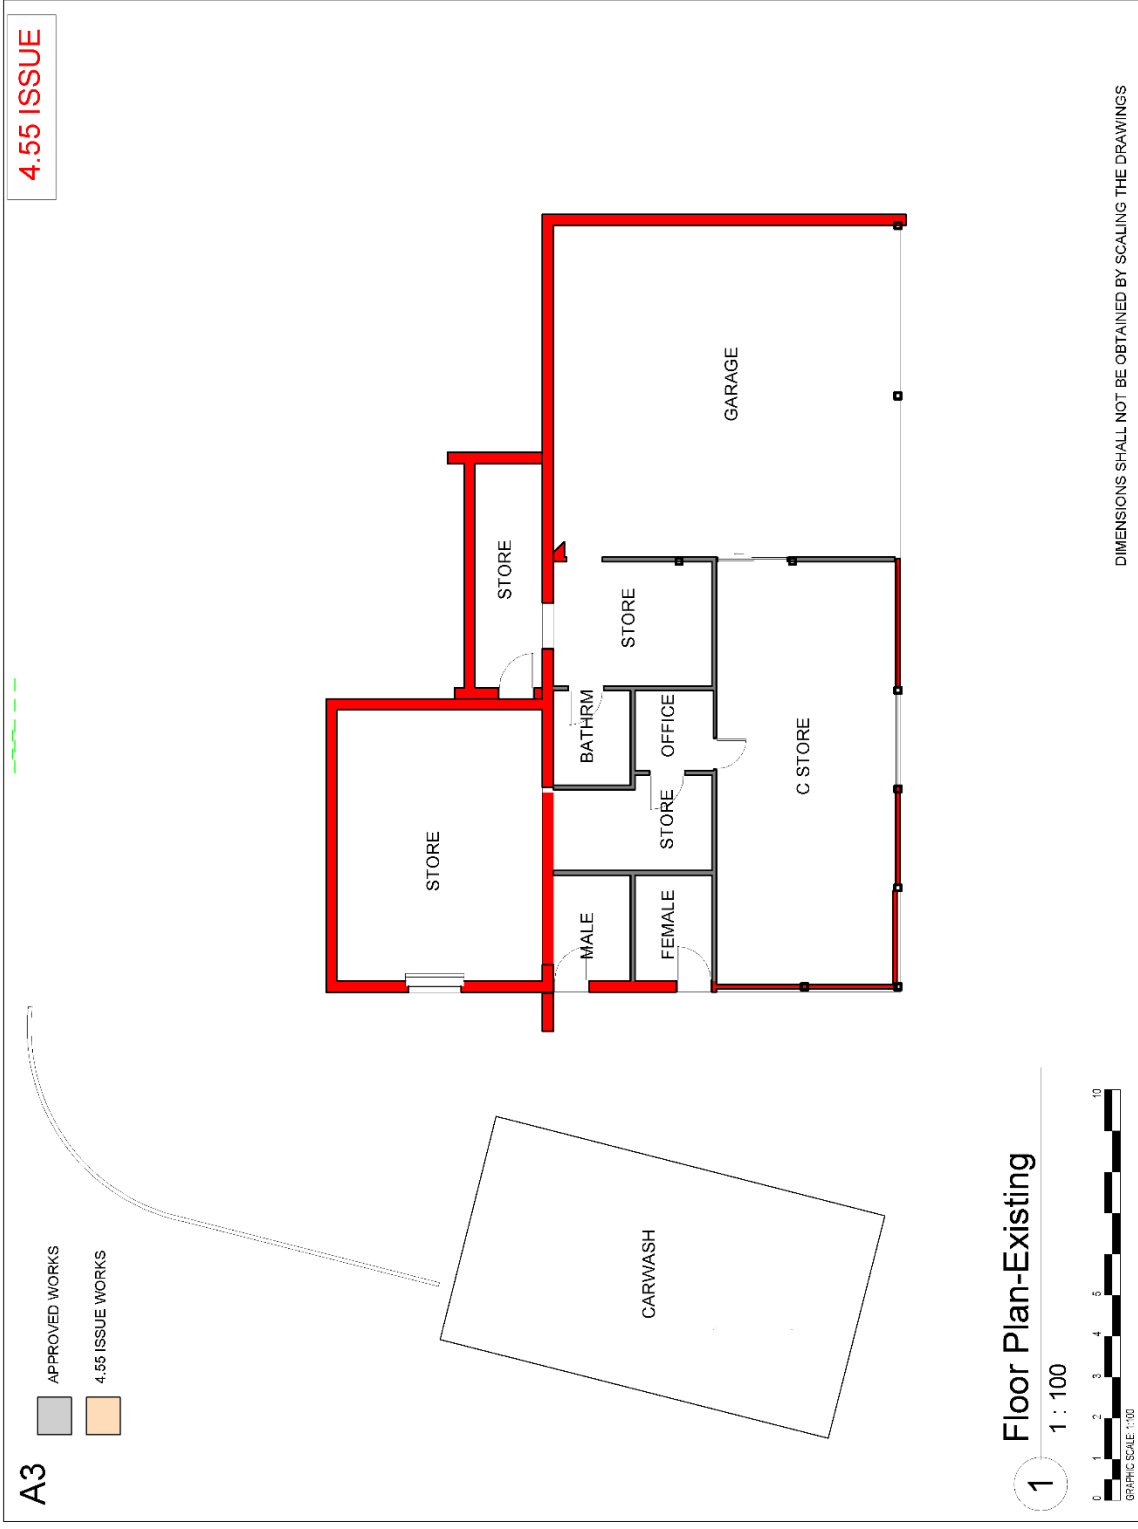 A3
APPROVED WORKS
4.55 ISSUE WORKS
4.55 ISSUE
STORE
STORE
MALE
BATHRM
STORE
FEMALE
STORE
OFFICE
GARAGE
C STORE
CARWASH
1
Floor Plan-Existing
1 : 100
0 1 2 3 4 5 10
GRAPHIC SCALE: 1:100
DIMENSIONS SHALL NOT BE OBTAINED BY SCALING THE DRAWINGS